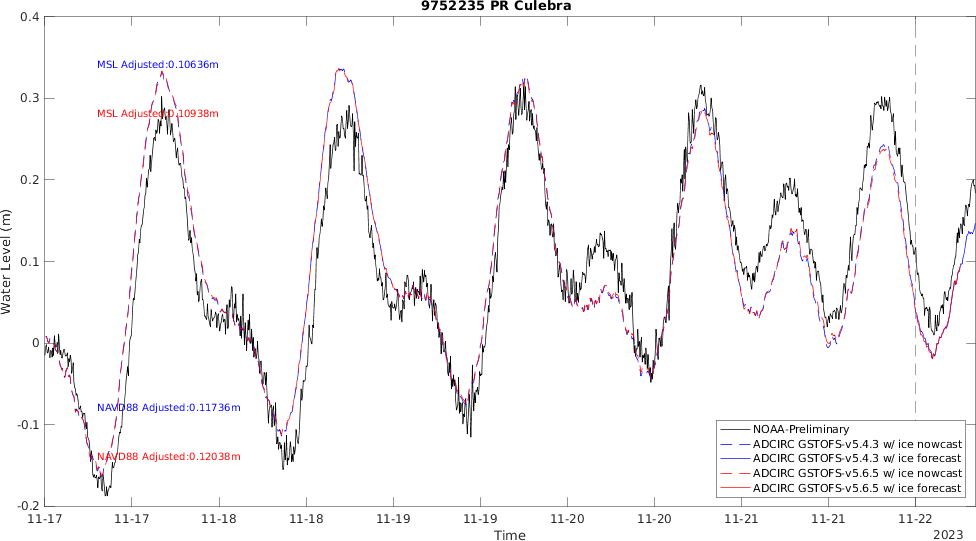 9752235 PR Culebra
0.4
MSL Adjusted:0.10636m
0.3
MSL Adjusted:0.10938m
0.2
Water Level (m)
0.1
0
NAVD88 Adjusted:0.11736m
-0.1
NAVD88 Adjusted:0.12038m
-0.2
NOAA-Preliminary
ADCIRC GSTOFS-v5.4.3 w/ ice nowcast
ADCIRC GSTOFS-v5.4.3 w/ ice forecast
ADCIRC GSTOFS-v5.6.5 w/ ice nowcast
ADCIRC GSTOFS-v5.6.5 w/ ice forecast
11-17 11-17 11-18 11-18 11-19 11-19 11-20 11-20 11-21 11-21 11-22
Time
2023